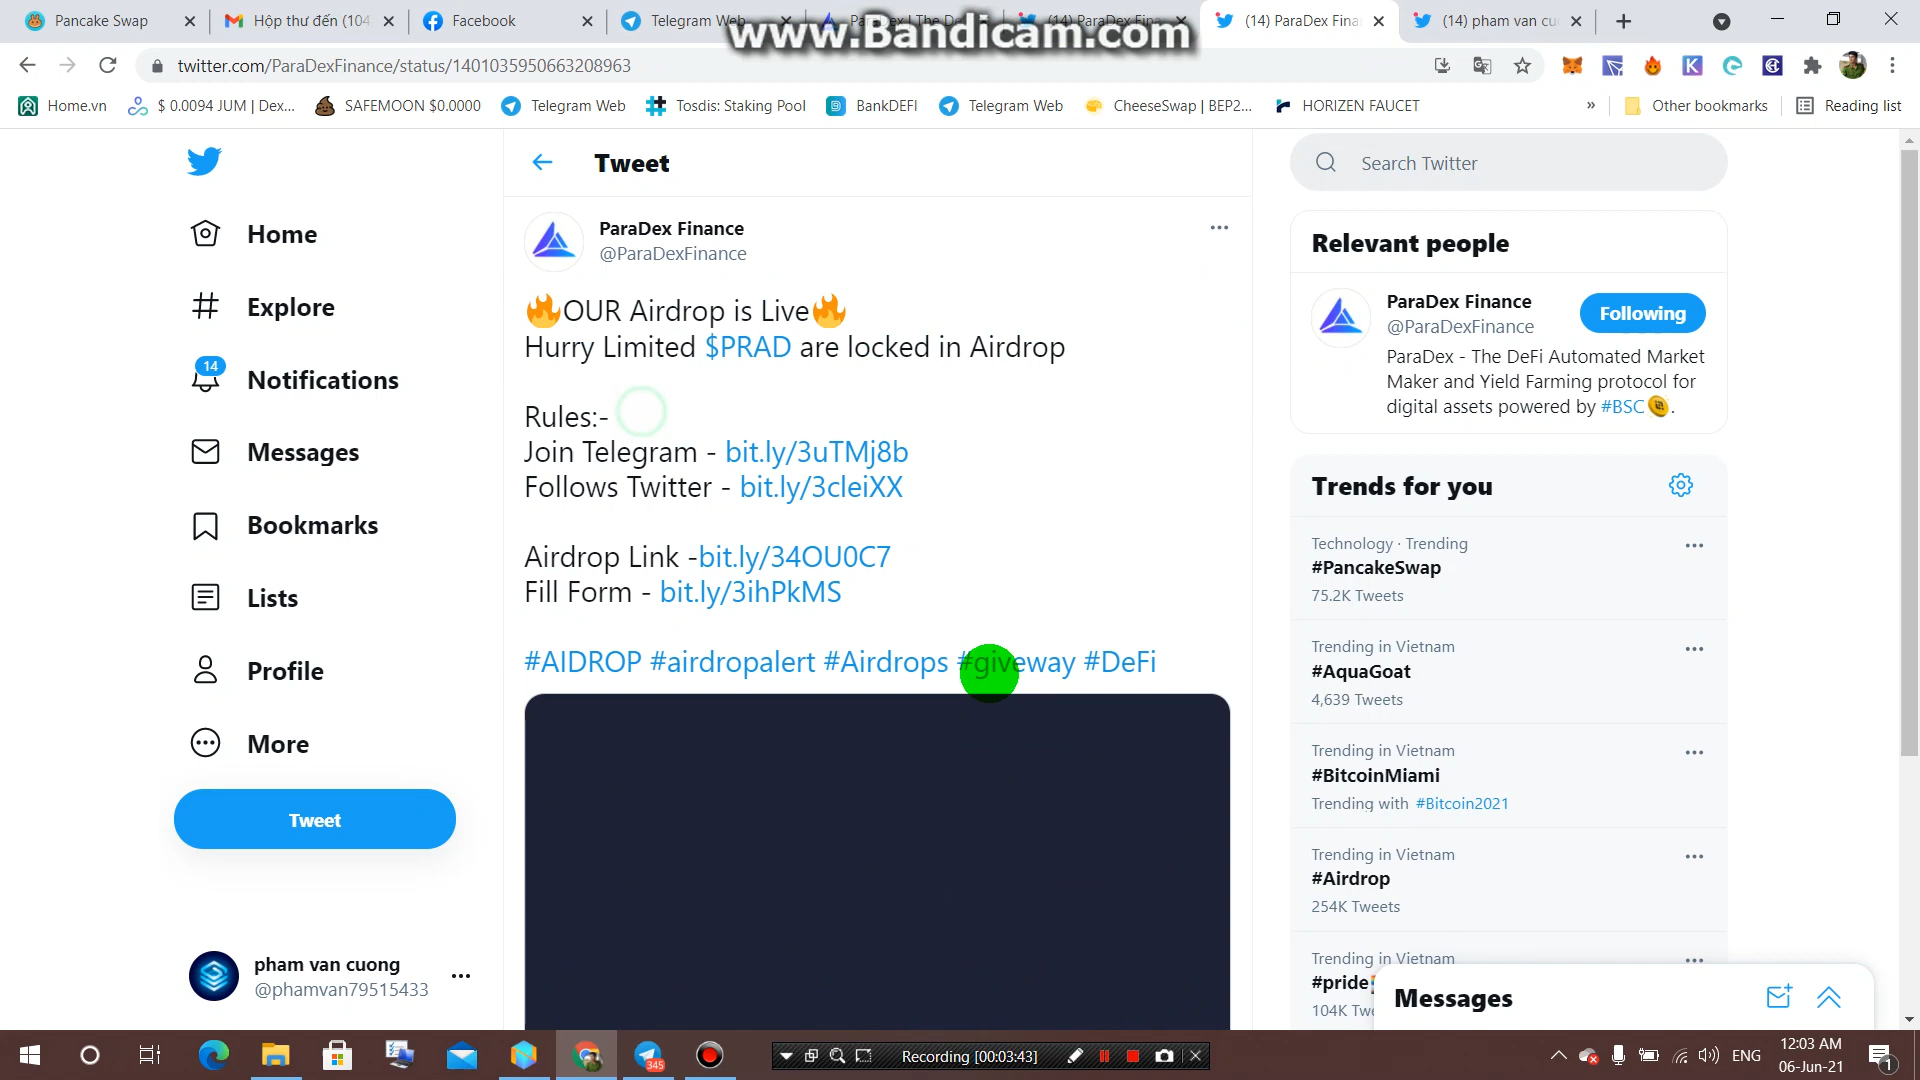 Pancake Swap
Hộp thư đến (104
Facebook
Telegram Web
(14) ParaDex Finan
(14) pham van cu
www.Bandicam.com
twitter.com/ParaDexFinance/status/1401035950663208963
Home.vn
$ 0.0094 JUM | Dex...
SAFEMOON $0.0000
Telegram Web
Tosdis: Staking Pool
BankDEFI
Telegram Web
CheeseSwap | BEP2...
HORIZEN FAUCET
»
Other bookmarks
Reading list
Home
Explore
14
Notifications
Messages
Bookmarks
Lists
Profile
More
Tweet
pham van cuong
@phamvan79515433
Tweet
ParaDex Finance
@ParaDexFinance
🔥OUR Airdrop is Live🔥
Hurry Limited $PRAD are locked in Airdrop
Rules:-
Join Telegram - bit.ly/3uTMj8b
Follows Twitter - bit.ly/3cleiXX
Airdrop Link -bit.ly/34OU0C7
Fill Form - bit.ly/3ihPkMS
#AIDROP #airdropalert #Airdrops #giveway #DeFi
Search Twitter
Relevant people
ParaDex Finance
@ParaDexFinance
Following
ParaDex - The DeFi Automated Market
Maker and Yield Farming protocol for
digital assets powered by #BSC.
Trends for you
Technology · Trending
#PancakeSwap
75.2K Tweets
Trending in Vietnam
#AquaGoat
4,639 Tweets
Trending in Vietnam
#BitcoinMiami
Trending with #Bitcoin2021
Trending in Vietnam
#Airdrop
254K Tweets
Trending in Vietnam
#pride
104K Twe
Messages
345
Recording [00:03:43]
ENG
12:03 AM
06-Jun-21
1